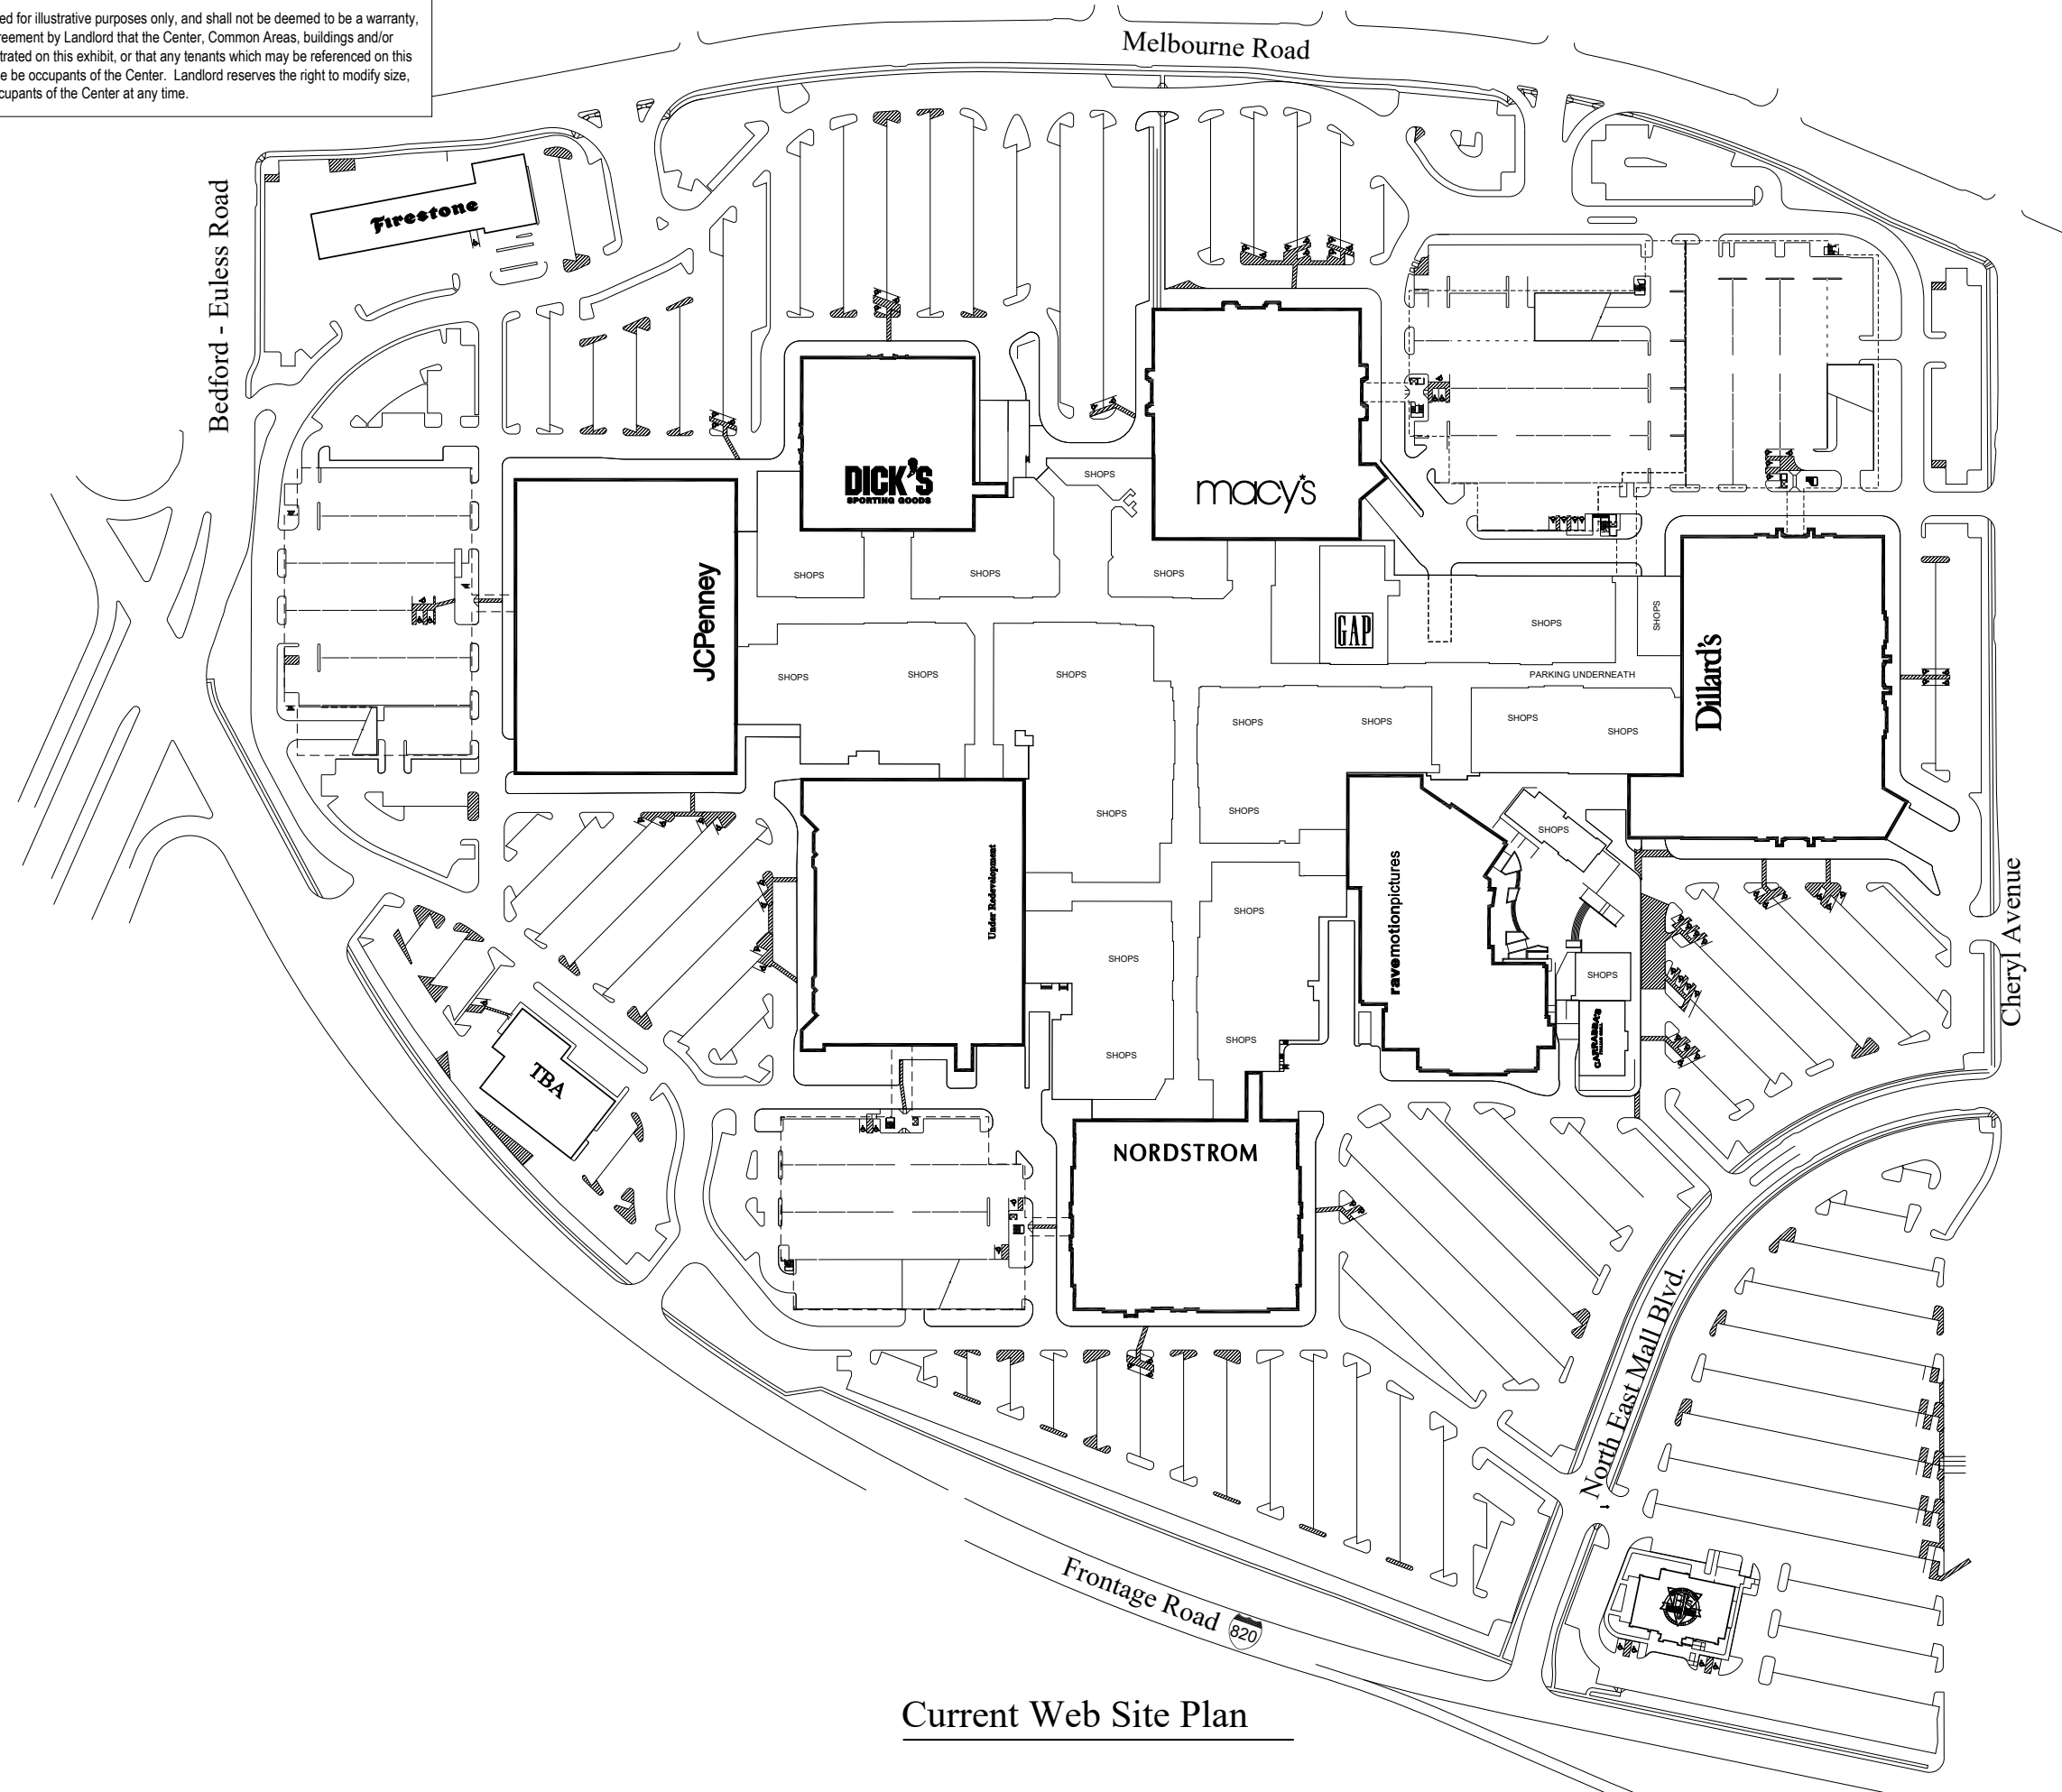 ed for illustrative purposes only, and shall not be deemed to be a warranty,
reement by Landlord that the Center, Common Areas, buildings and/or
trated on this exhibit, or that any tenants which may be referenced on this
e be occupants of the Center. Landlord reserves the right to modify size,
cupants of the Center at any time.
Melbourne Road
Bedford - Euless Road
Firestone
DICK'S
SPORTING GOODS
SHOPS
macy's
JCPenney
SHOPS
SHOPS
SHOPS
GAP
SHOPS
SHOPS
Dillard's
SHOPS
SHOPS
SHOPS
PARKING UNDERNEATH
SHOPS
SHOPS
SHOPS
SHOPS
SHOPS
SHOPS
SHOPS
Under Redevelopment
ravemotionpictures
SHOPS
SHOPS
SHOPS
Cheryl Avenue
CARRABBA'S
SHOPS
SHOPS
TBA
NORDSTROM
North East Mall Blvd.
Frontage Road
820
Current Web Site Plan